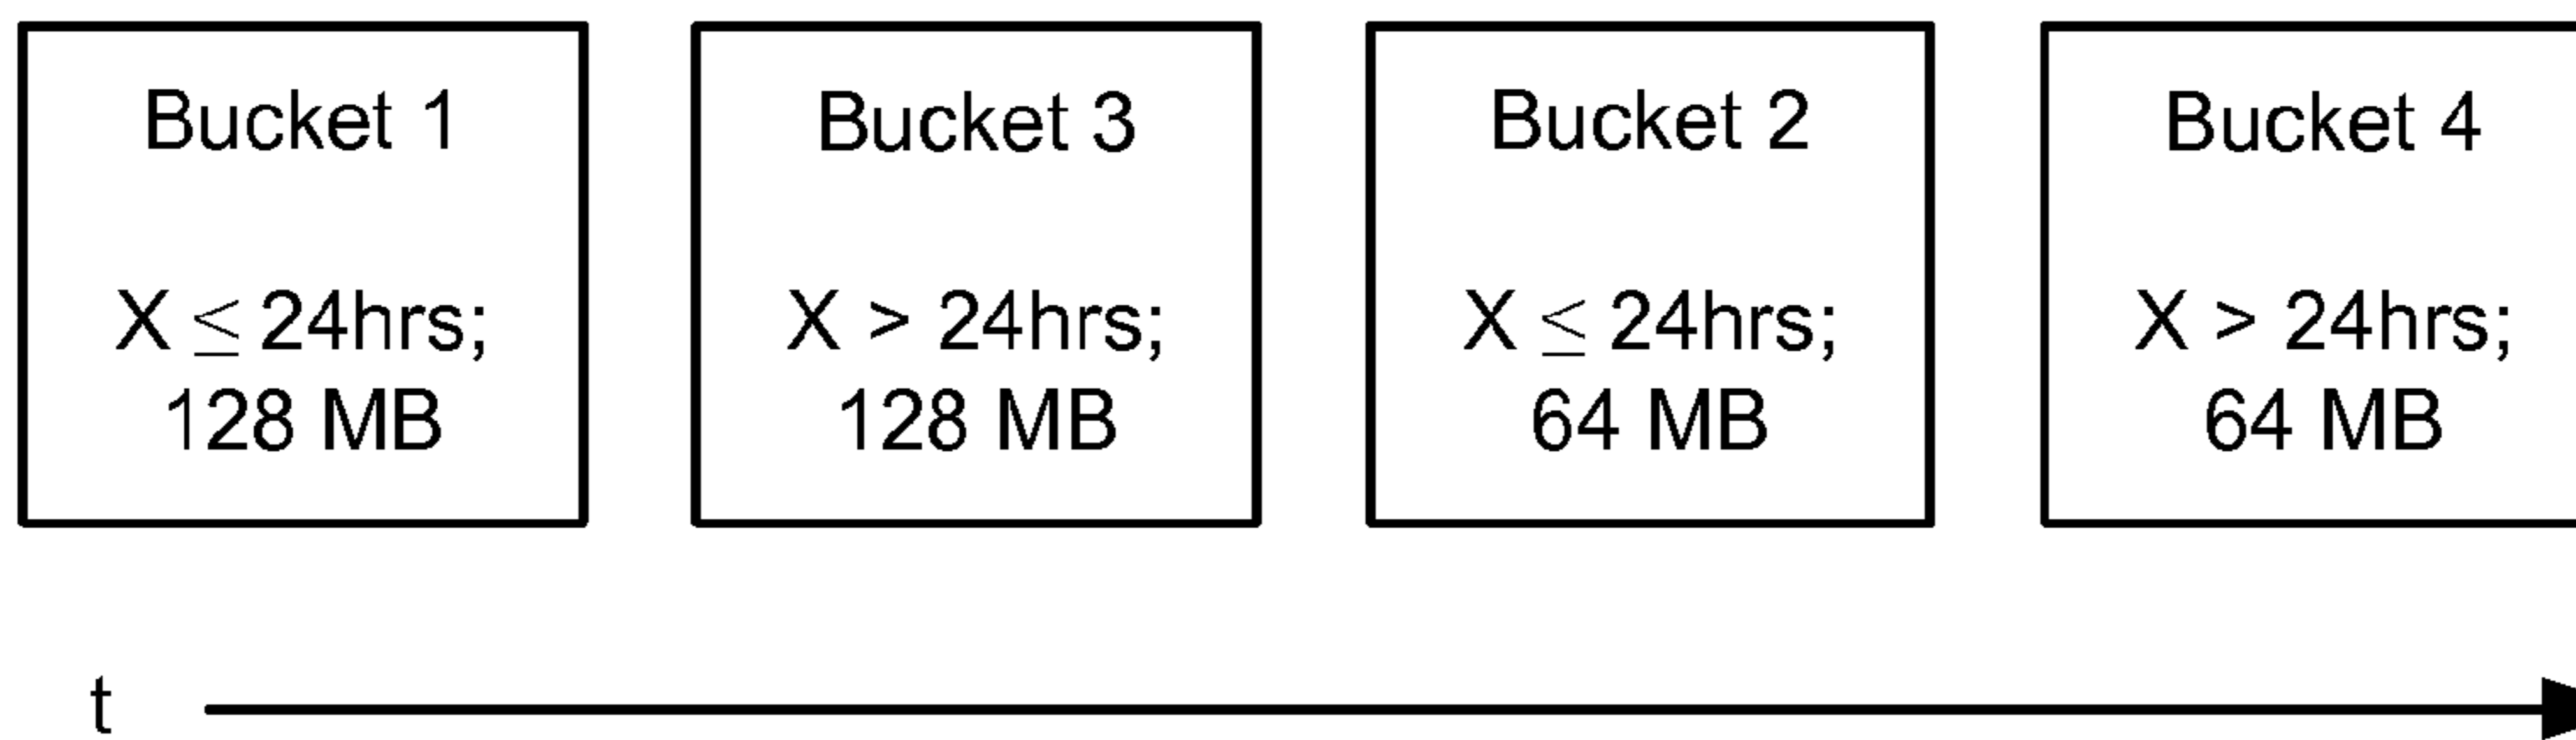 Bucket 1
X ≤ 24hrs;
128 MB
Bucket 3
X > 24hrs;
128 MB
Bucket 2
X ≤ 24hrs;
64 MB
Bucket 4
X > 24hrs;
64 MB
t